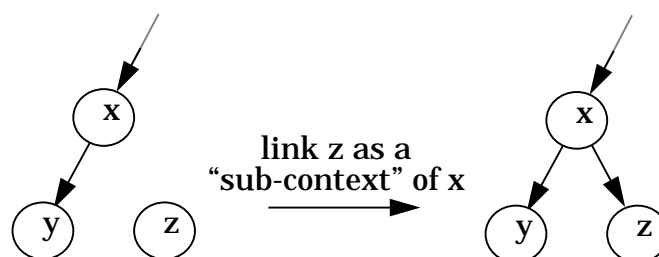 x
x
link z as a
“sub-context” of x
y
z
y
z